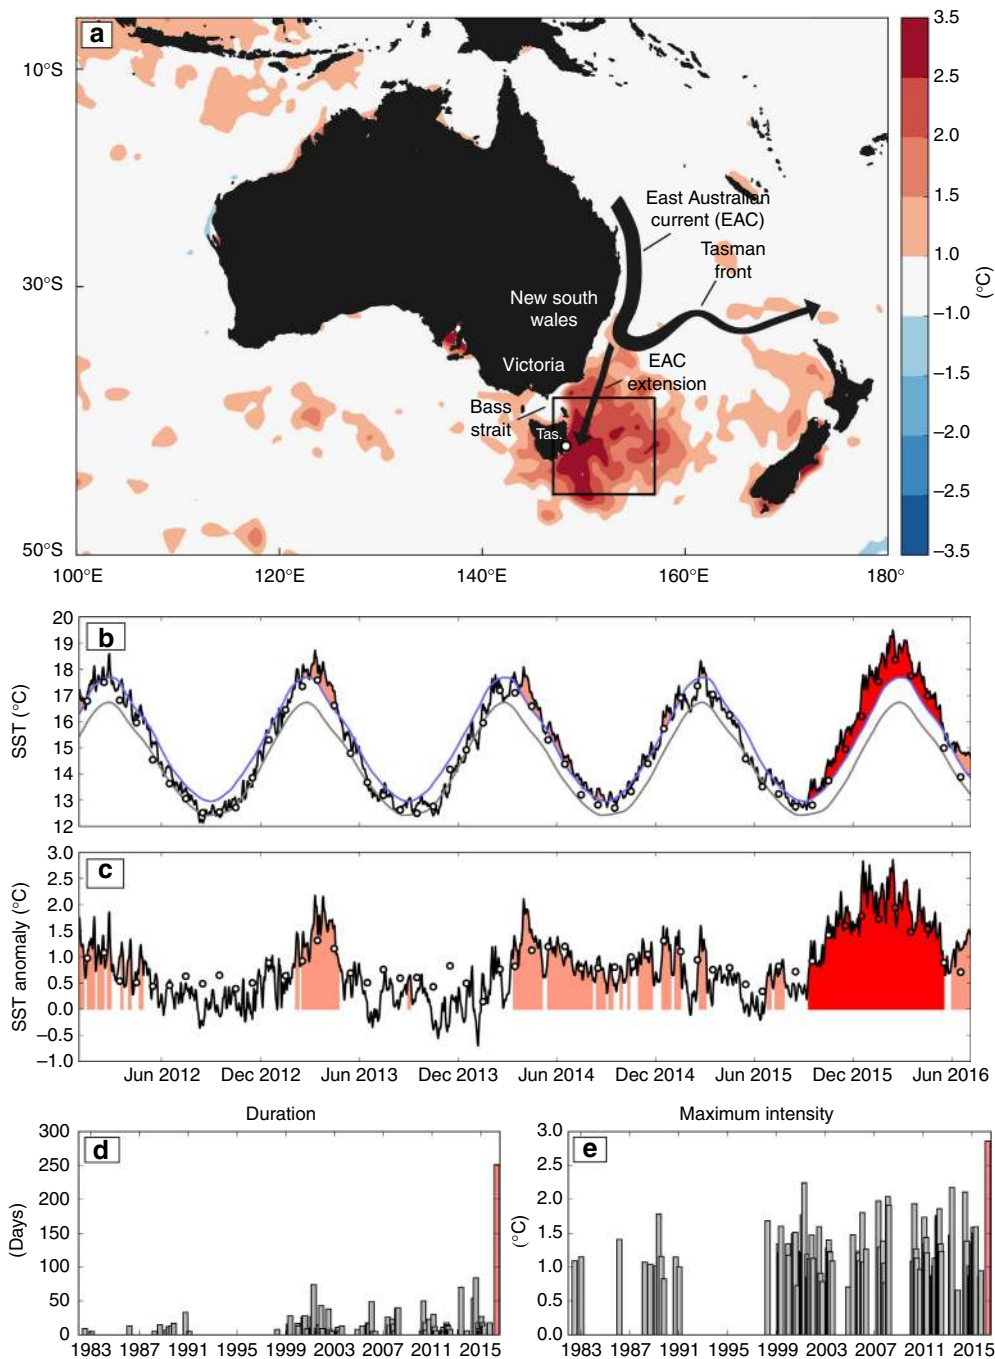 a
10°S
30°S
50°S
100°E
120°E
140°E
160°E
180°
East Australian
current (EAC)
Tasman
front
New south
wales
Victoria
EAC
extension
Bass
strait
Tas.
3.5
2.5
2.0
1.5
1.0
−1.0
−1.5
−2.0
−2.5
−3.5
(°C)
b
SST (°C)
20
19
18
17
16
15
14
13
12
c
SST anomaly (°C)
3.0
2.5
2.0
1.5
1.0
0.5
0.0
−0.5
−1.0
Jun 2012
Dec 2012
Jun 2013
Dec 2013
Jun 2014
Dec 2014
Jun 2015
Dec 2015
Jun 2016
Duration
d
(Days)
300
250
200
150
100
50
0
1983
1987
1991
1995
1999
2003
2007
2011
2015
Maximum intensity
e
(°C)
3.0
2.5
2.0
1.5
1.0
0.5
0.0
1983
1987
1991
1995
1999
2003
2007
2011
2015